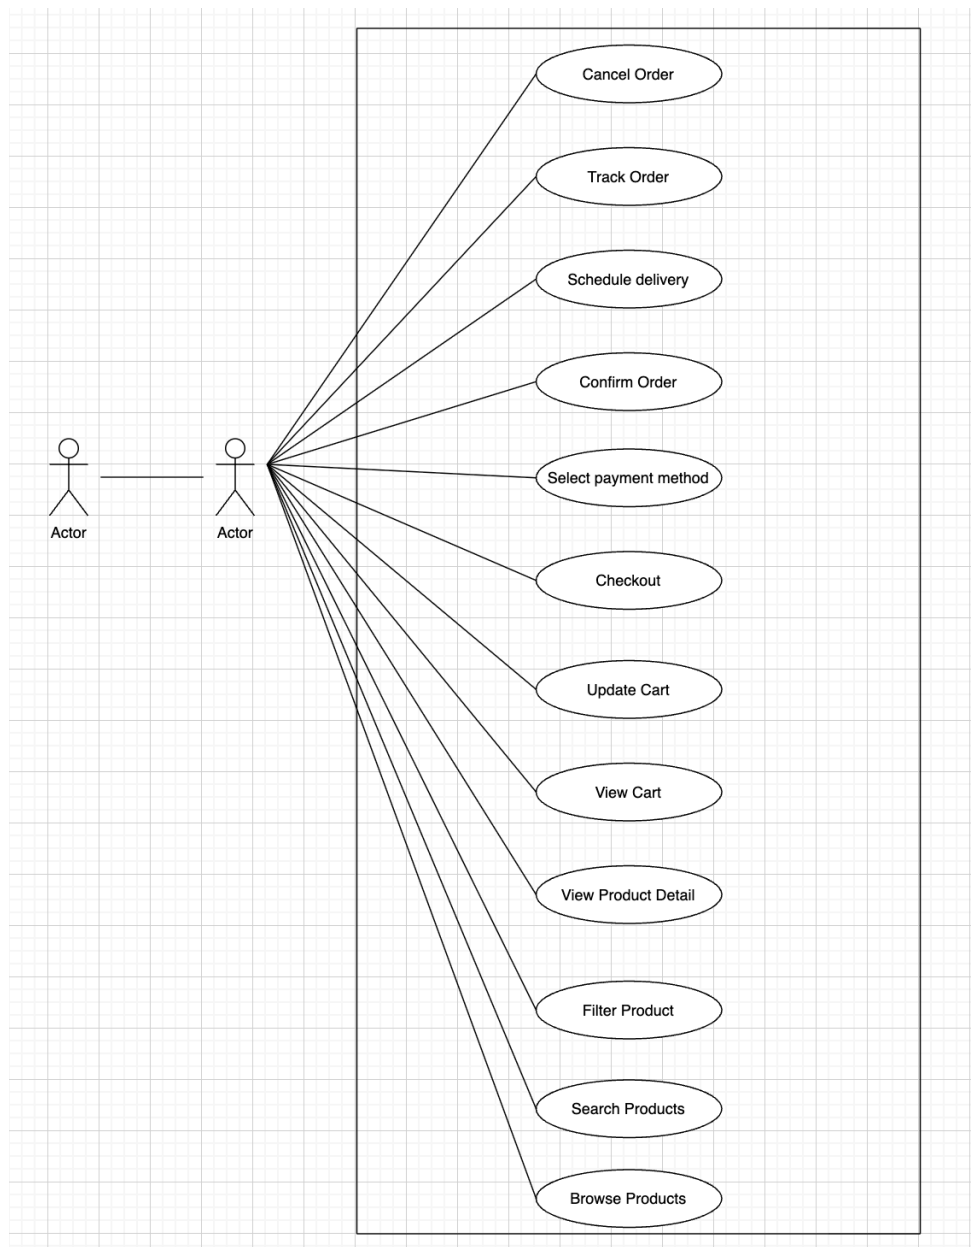 Cancel Order
Track Order
Schedule delivery
Confirm Order
Select payment method
Actor
Actor
Checkout
Update Cart
View Cart
View Product Detail
Filter Product
Search Products
Browse Products